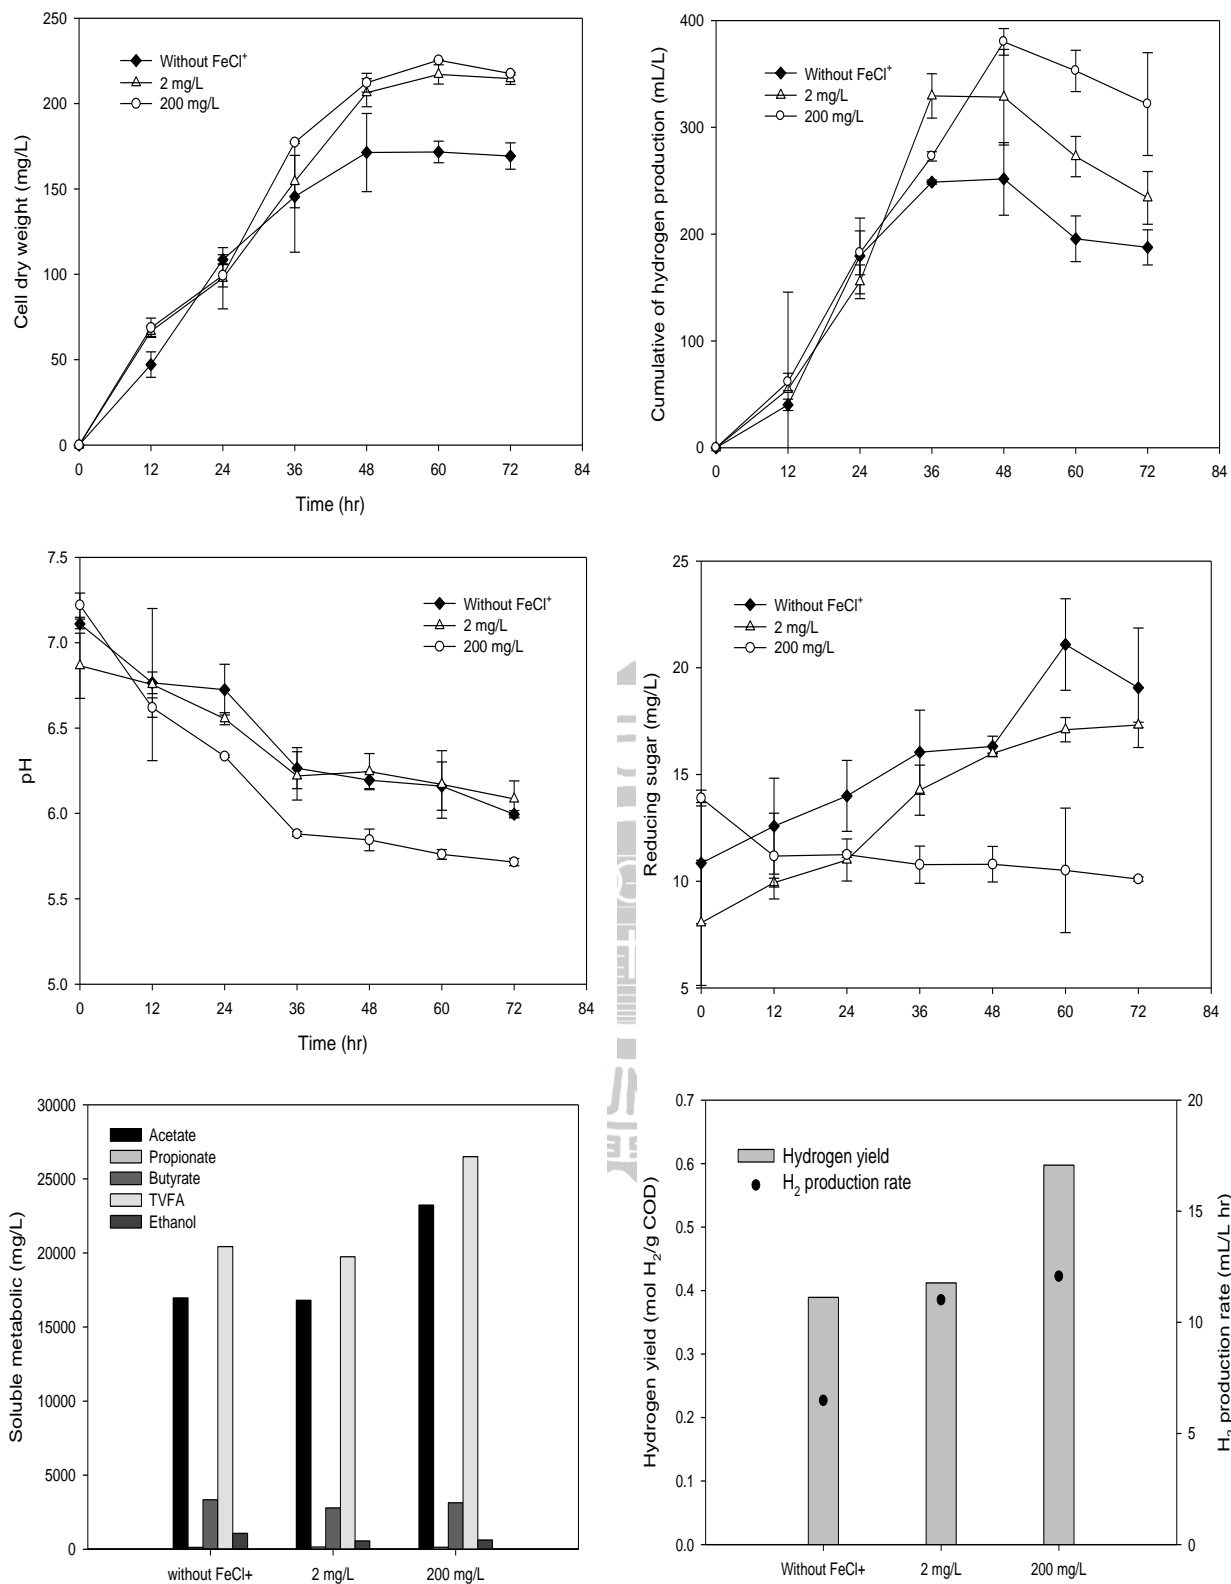 250
200
150
100
50
0
Cell dry weight (mg/L)
Without FeCl⁺
2 mg/L
200 mg/L
0 12 24 36 48 60 72 84
Time (hr)
400
300
200
100
0
Cumulative of hydrogen production (mL/L)
Without FeCl⁺
2 mg/L
200 mg/L
0 12 24 36 48 60 72 84
7.5
7.0
6.5
6.0
5.5
5.0
pH
Without FeCl⁺
2 mg/L
200 mg/L
0 12 24 36 48 60 72 84
Time (hr)
25
20
15
10
5
Reducing sugar (mg/L)
Without FeCl⁺
2 mg/L
200 mg/L
0 12 24 36 48 60 72 84
30000
25000
20000
15000
10000
5000
0
Soluble metabolic (mg/L)
Acetate
Propionate
Butyrate
TVFA
Ethanol
without FeCl+ 2 mg/L 200 mg/L
0.7
0.6
0.5
0.4
0.3
0.2
0.1
0.0
Hydrogen yield (mol H₂/g COD)
Hydrogen yield
H₂ production rate
20
15
10
5
0
H₂ production rate (mL/L hr)
Without FeCl+ 2 mg/L 200 mg/L